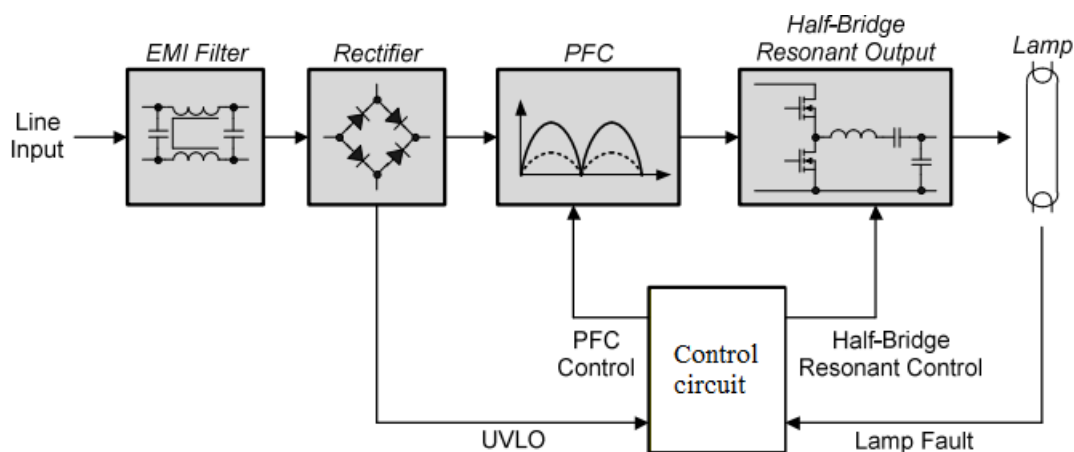 EMI Filter
Rectifier
PFC
Half-Bridge
Resonant Output
Lamp
Line
Input
PFC
Control
Control
circuit
Half-Bridge
Resonant Control
UVLO
Lamp Fault